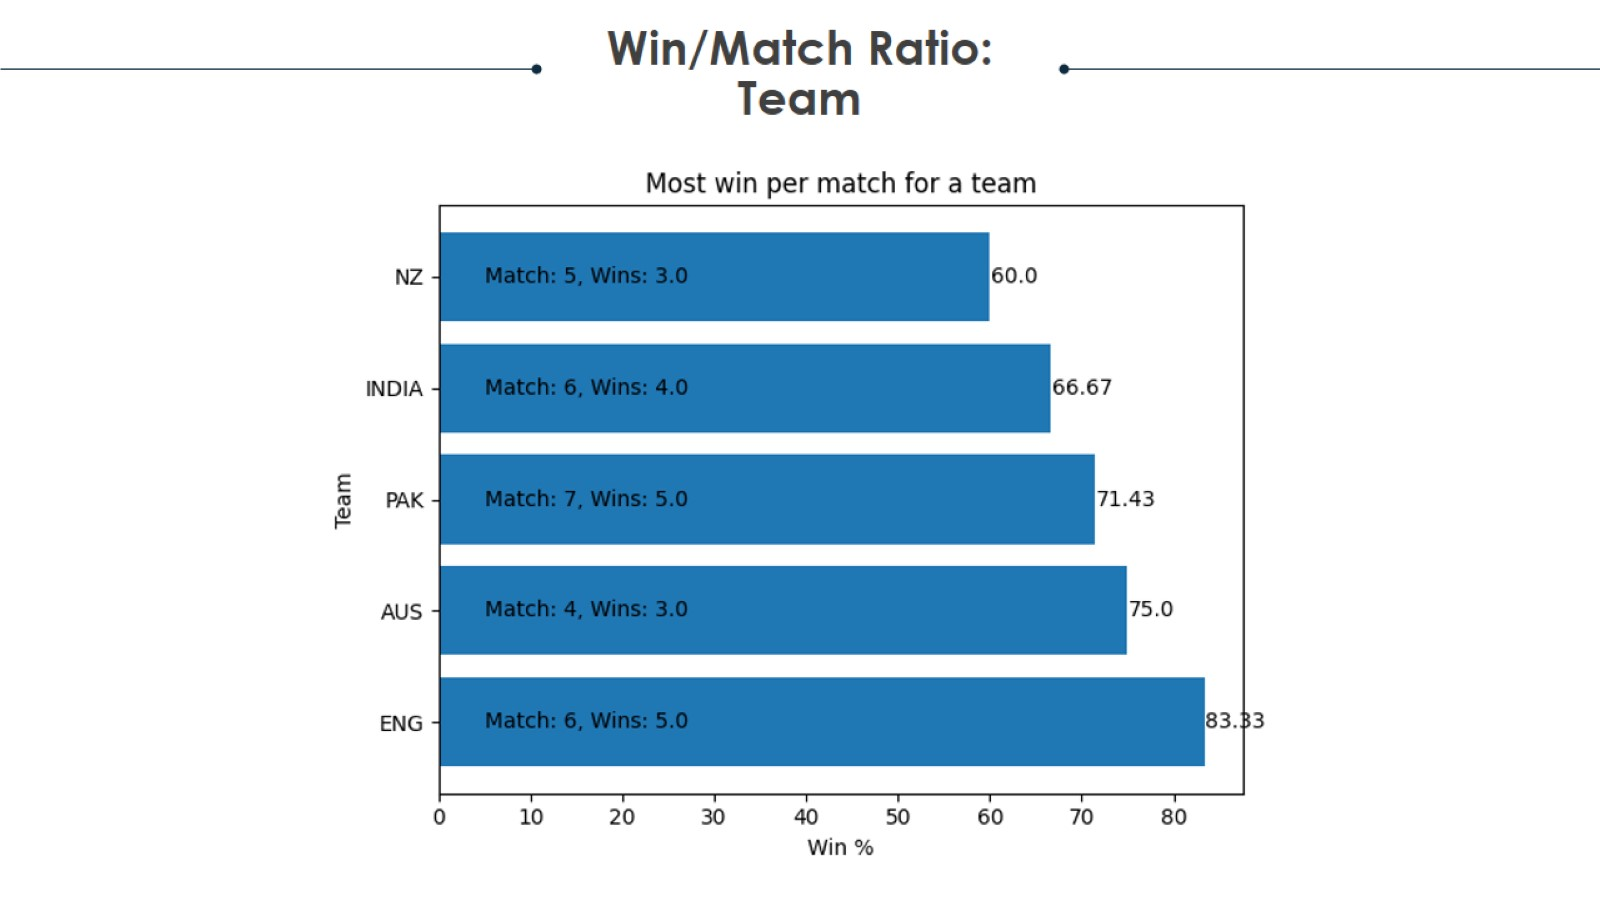 Win/Match Ratio:
Team
Most win per match for a team
NZ
Match: 5, Wins: 3.0
60.0
INDIA
Match: 6, Wins: 4.0
66.67
Team
PAK
Match: 7, Wins: 5.0
71.43
AUS
Match: 4, Wins: 3.0
75.0
ENG
Match: 6, Wins: 5.0
83.33
0 10 20 30 40 50 60 70 80
Win %